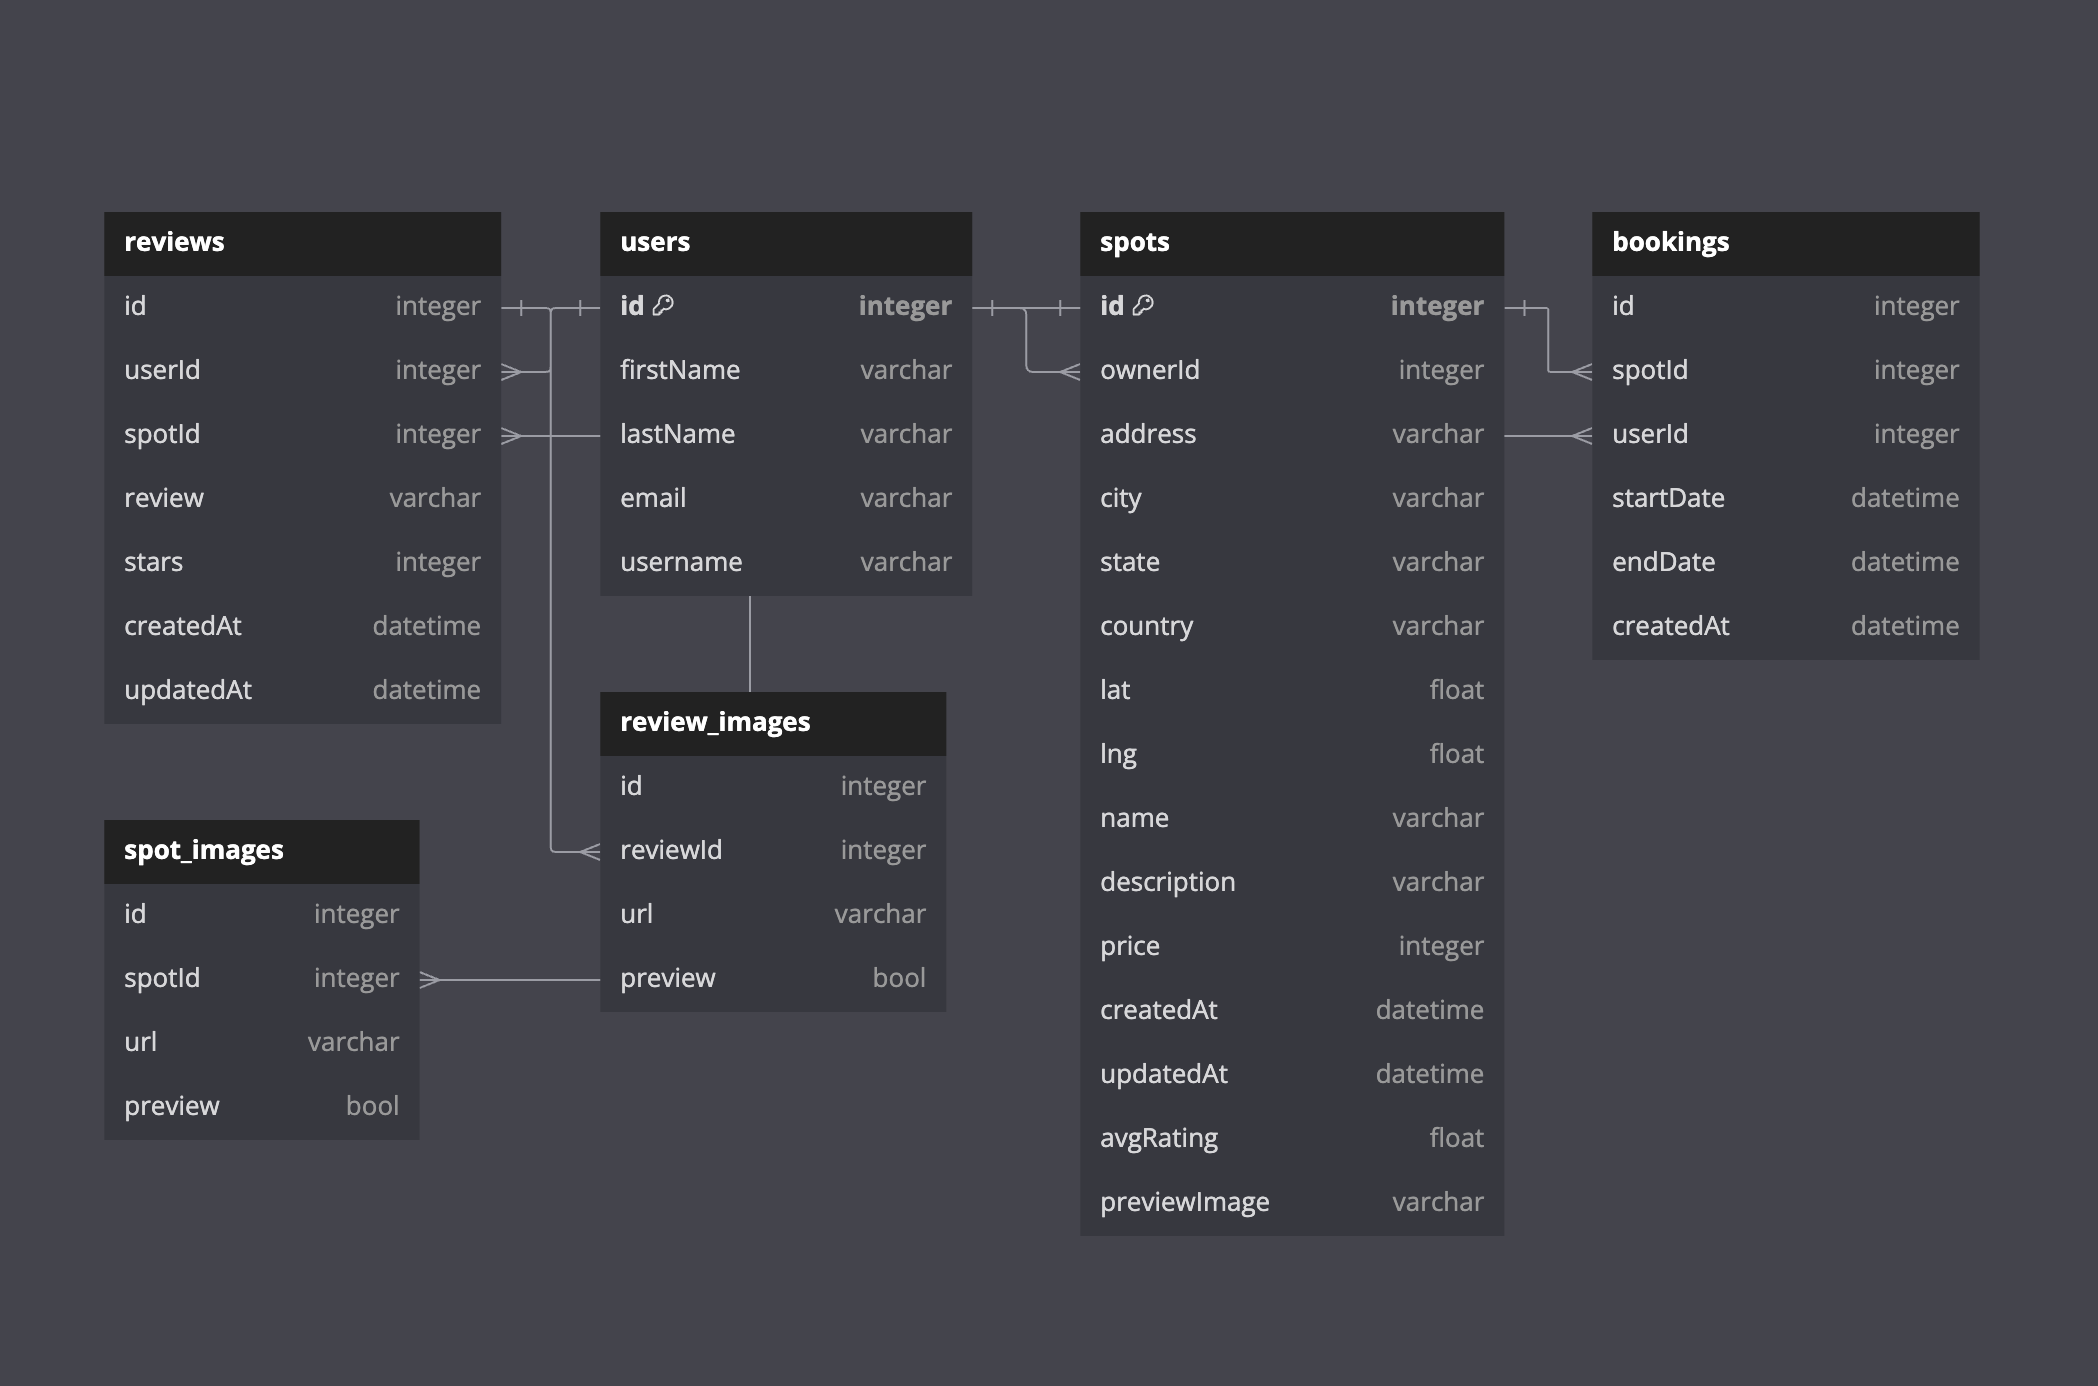 reviews
id integer
userId integer
spotId integer
review varchar
stars integer
createdAt datetime
updatedAt datetime
users
id integer
firstName varchar
lastName varchar
email varchar
username varchar
spots
id integer
ownerId integer
address varchar
city varchar
state varchar
country varchar
lat float
lng float
name varchar
description varchar
price integer
createdAt datetime
updatedAt datetime
avgRating float
previewImage varchar
bookings
id integer
spotId integer
userId integer
startDate datetime
endDate datetime
createdAt datetime
review_images
id integer
reviewId integer
url varchar
preview bool
spot_images
id integer
spotId integer
url varchar
preview bool